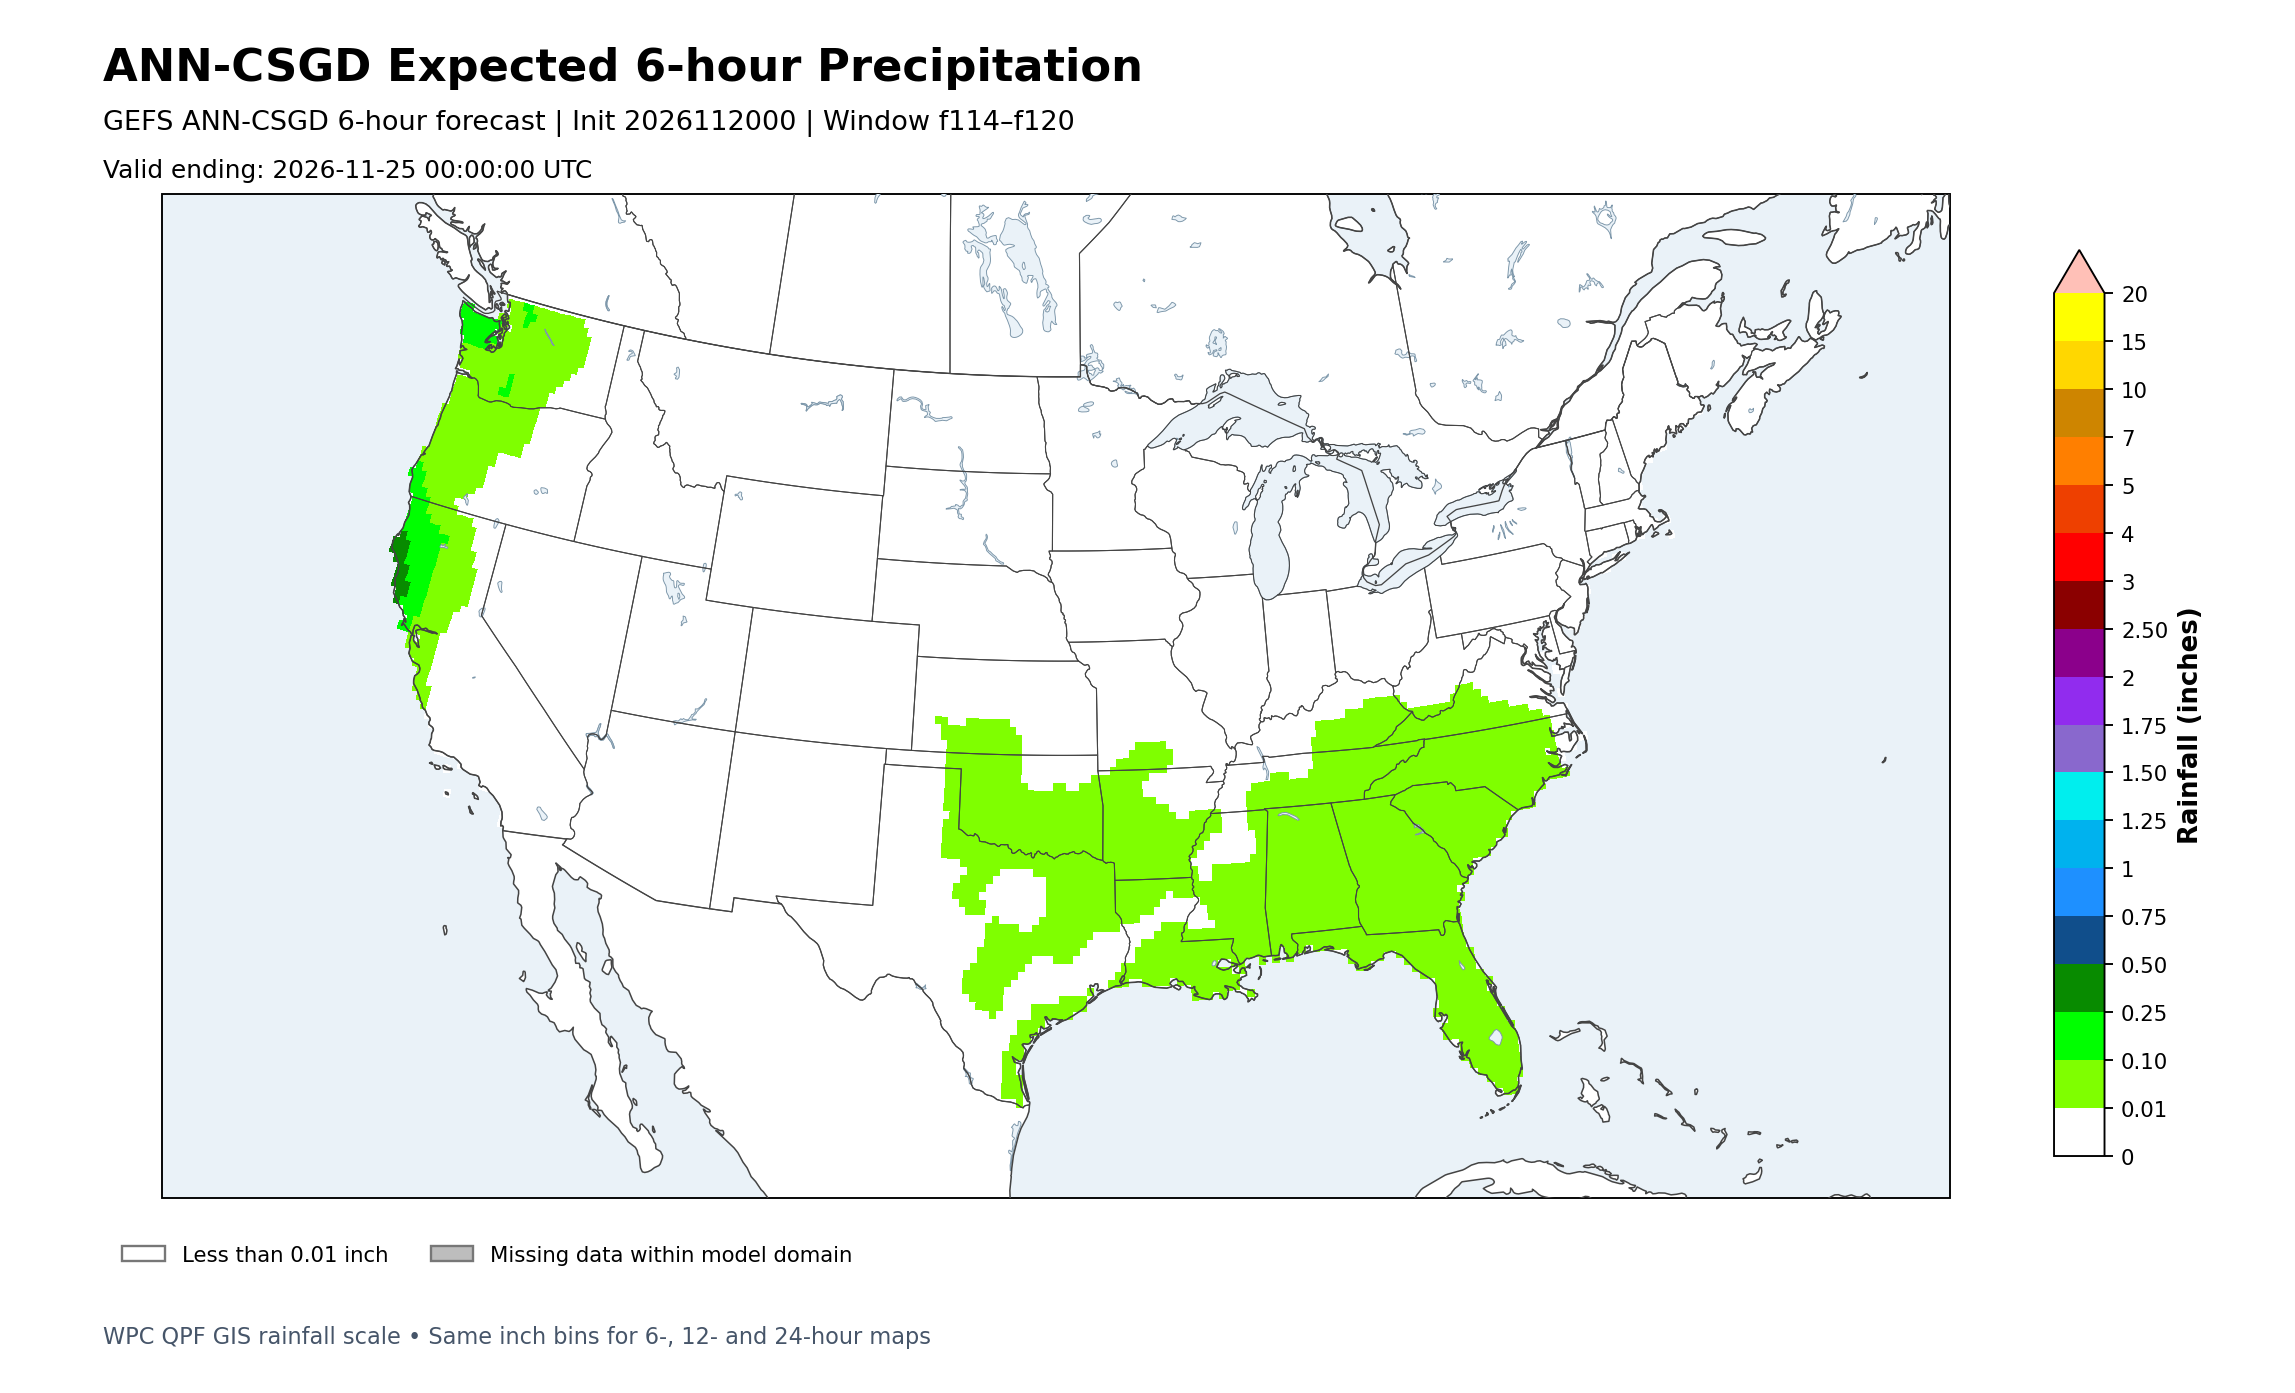 ANN-CSGD Expected 6-hour Precipitation
GEFS ANN-CSGD 6-hour forecast | Init 2026112000 | Window f114–f120
Valid ending: 2026-11-25 00:00:00 UTC
20
15
10
7
5
4
3
2.50
2
1.75
1.50
1.25
1
0.75
0.50
0.25
0.10
0.01
0
Rainfall (inches)
Less than 0.01 inch
Missing data within model domain
WPC QPF GIS rainfall scale • Same inch bins for 6-, 12- and 24-hour maps